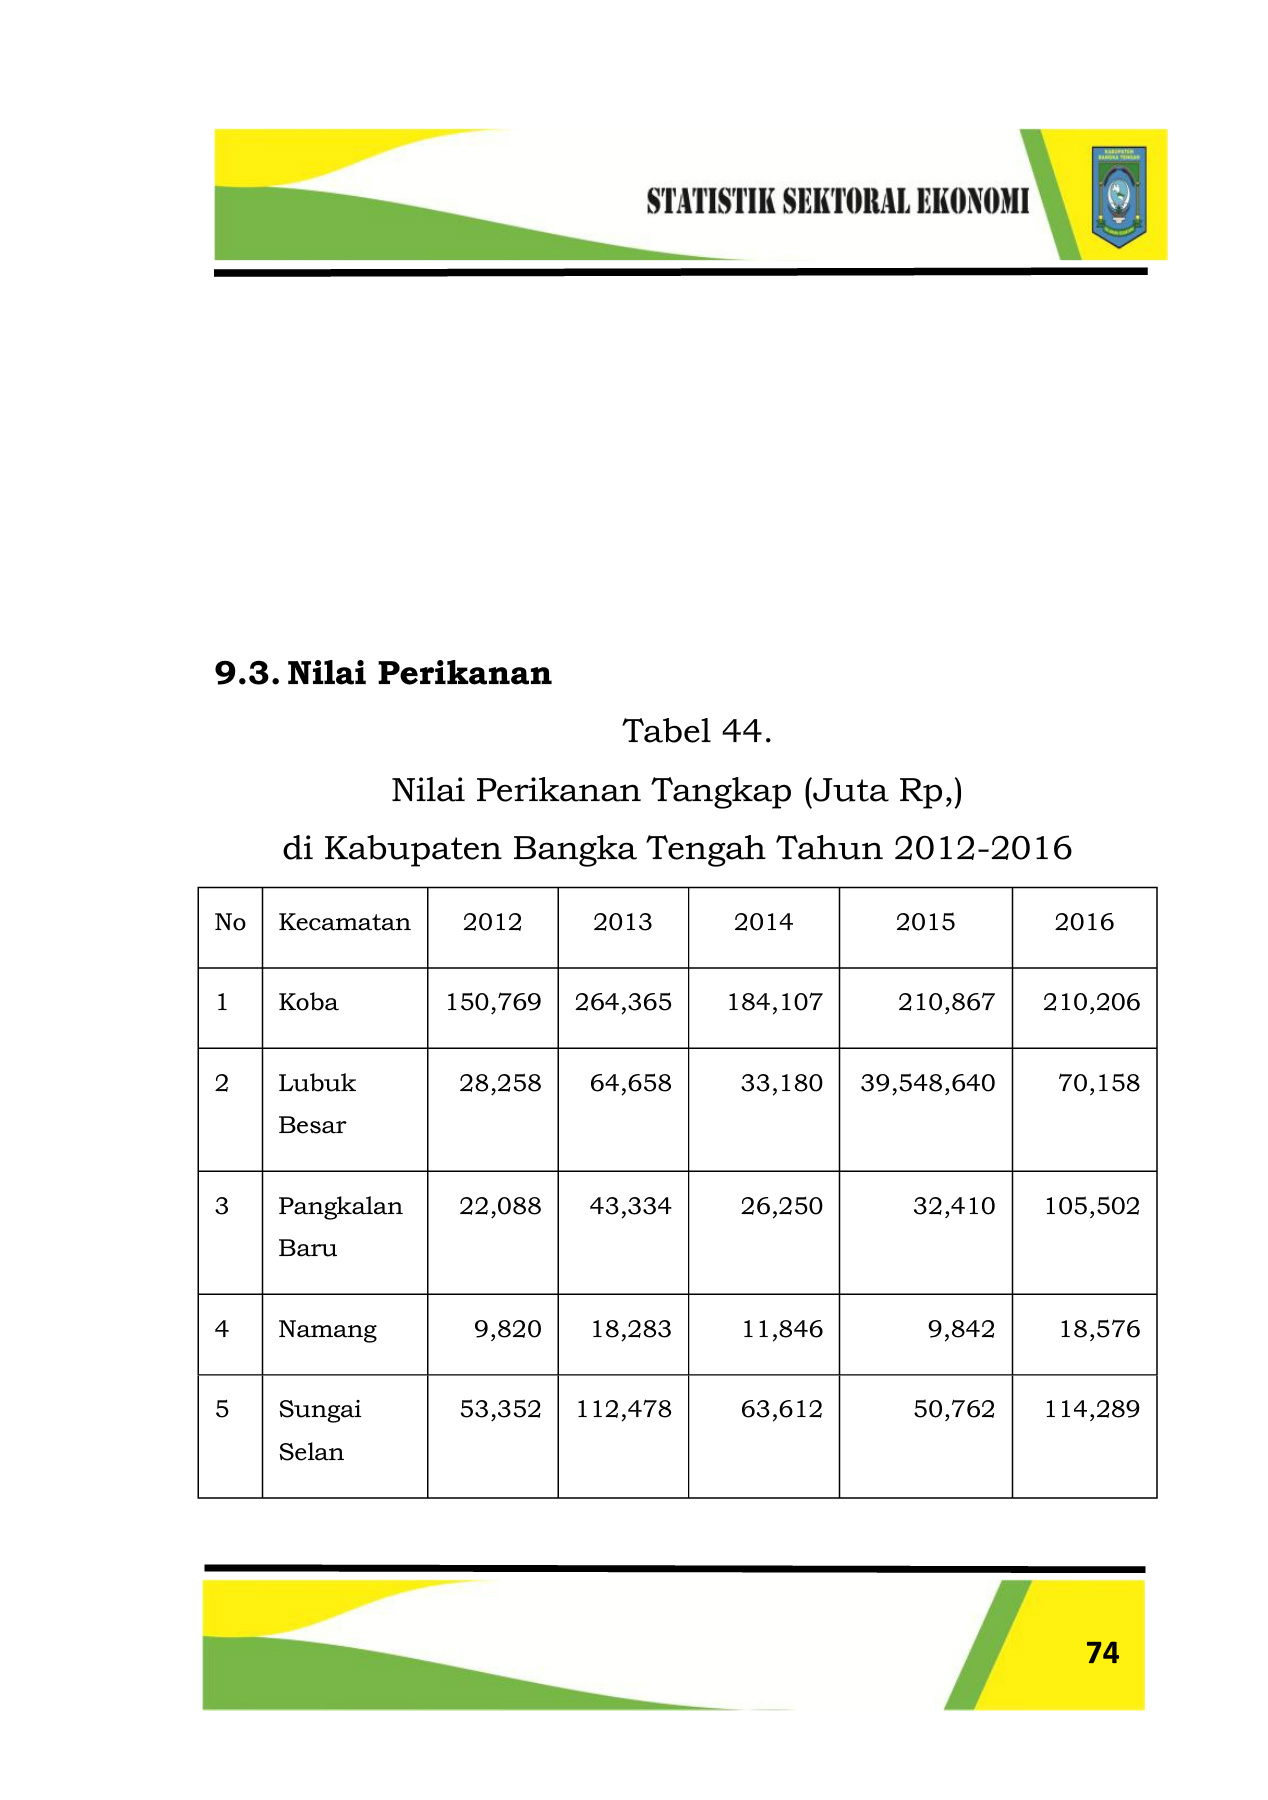 KABUPATEN
BANGKA TENGAH
STATISTIK SEKTORAL EKONOMI
9.3. Nilai Perikanan
Tabel 44.
Nilai Perikanan Tangkap (Juta Rp,)
di Kabupaten Bangka Tengah Tahun 2012-2016
No Kecamatan 2012 2013 2014 2015 2016
1 Koba 150,769 264,365 184,107 210,867 210,206
2 Lubuk 28,258 64,658 33,180 39,548,640 70,158
Besar
3 Pangkalan 22,088 43,334 26,250 32,410 105,502
Baru
4 Namang 9,820 18,283 11,846 9,842 18,576
5 Sungai 53,352 112,478 63,612 50,762 114,289
Selan
74